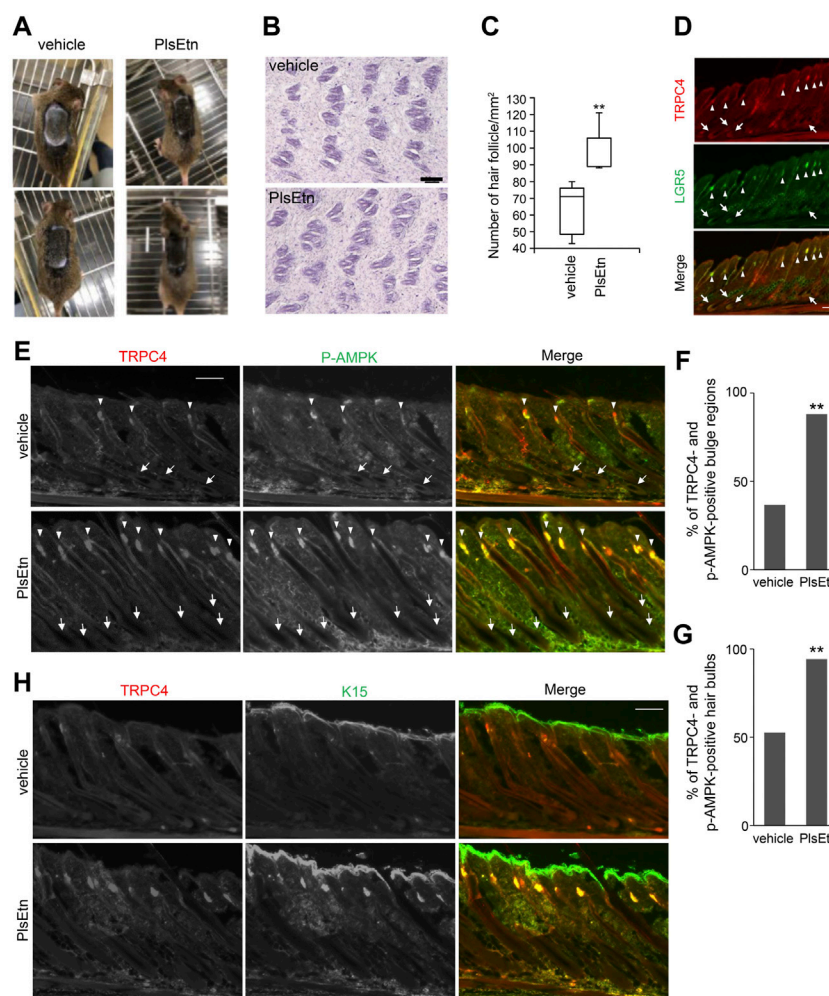 A
vehicle
PlsEtn
B
vehicle
PlsEtn
C
Number of hair follicle/mm²
130
120
110
100
90
80
70
60
50
40
**
vehicle
PlsEtn
D
TRPC4
LGR5
Merge
E
TRPC4
P-AMPK
Merge
vehicle
PlsEtn
F
% of TRPC4- and
p-AMPK-positive bulge regions
100
50
0
**
vehicle
PlsEt
G
% of TRPC4- and
p-AMPK-positive hair bulbs
100
50
0
**
vehicle
PlsEt
H
TRPC4
K15
Merge
vehicle
PlsEtn